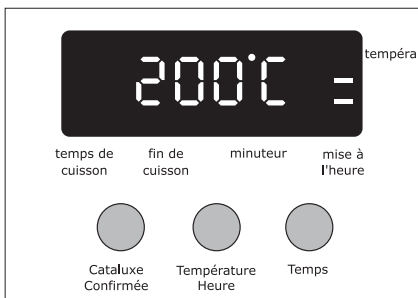 200°C
tempéra
temps de cuisson
fin de cuisson
minuteur
mise à l'heure
Cataluxe Confirmée
Température Heure
Temps